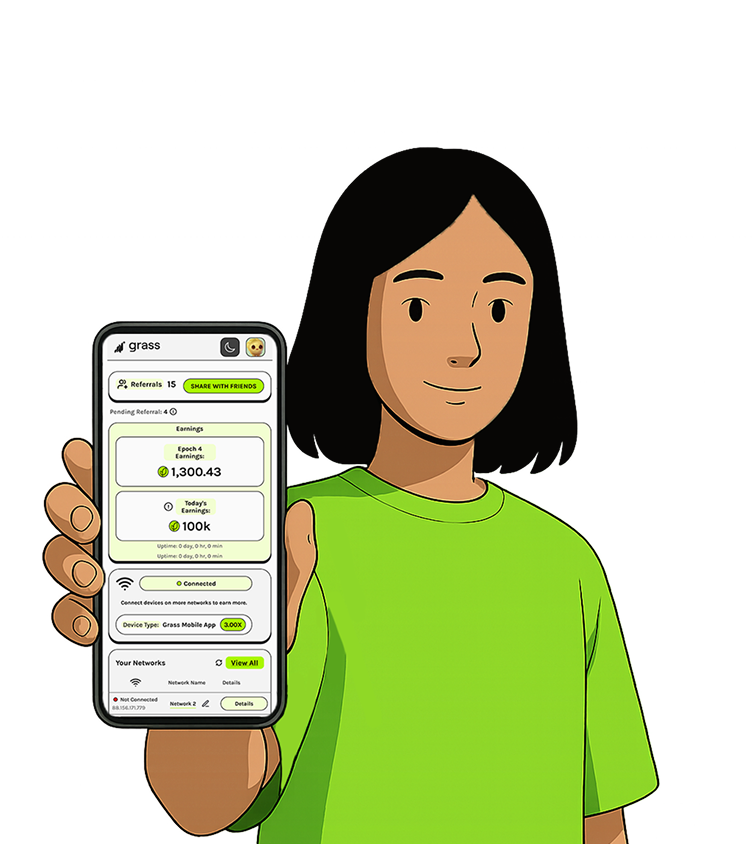 grass
Referrals 15 SHARE WITH FRIENDS
Pending Referral: 4
Earnings
Epoch 4
Earnings:
1,300.43
Today's
Earnings:
100k
Uptime: 0 day, 0 hr, 0 min
Uptime: 0 day, 0 hr, 0 min
Connected
Connect devices on more networks to earn more.
Device Type: Grass Mobile App 3.00X
Your Networks View All
Network Name Details
Not Connected
88.156.171.779
Network 2 Details